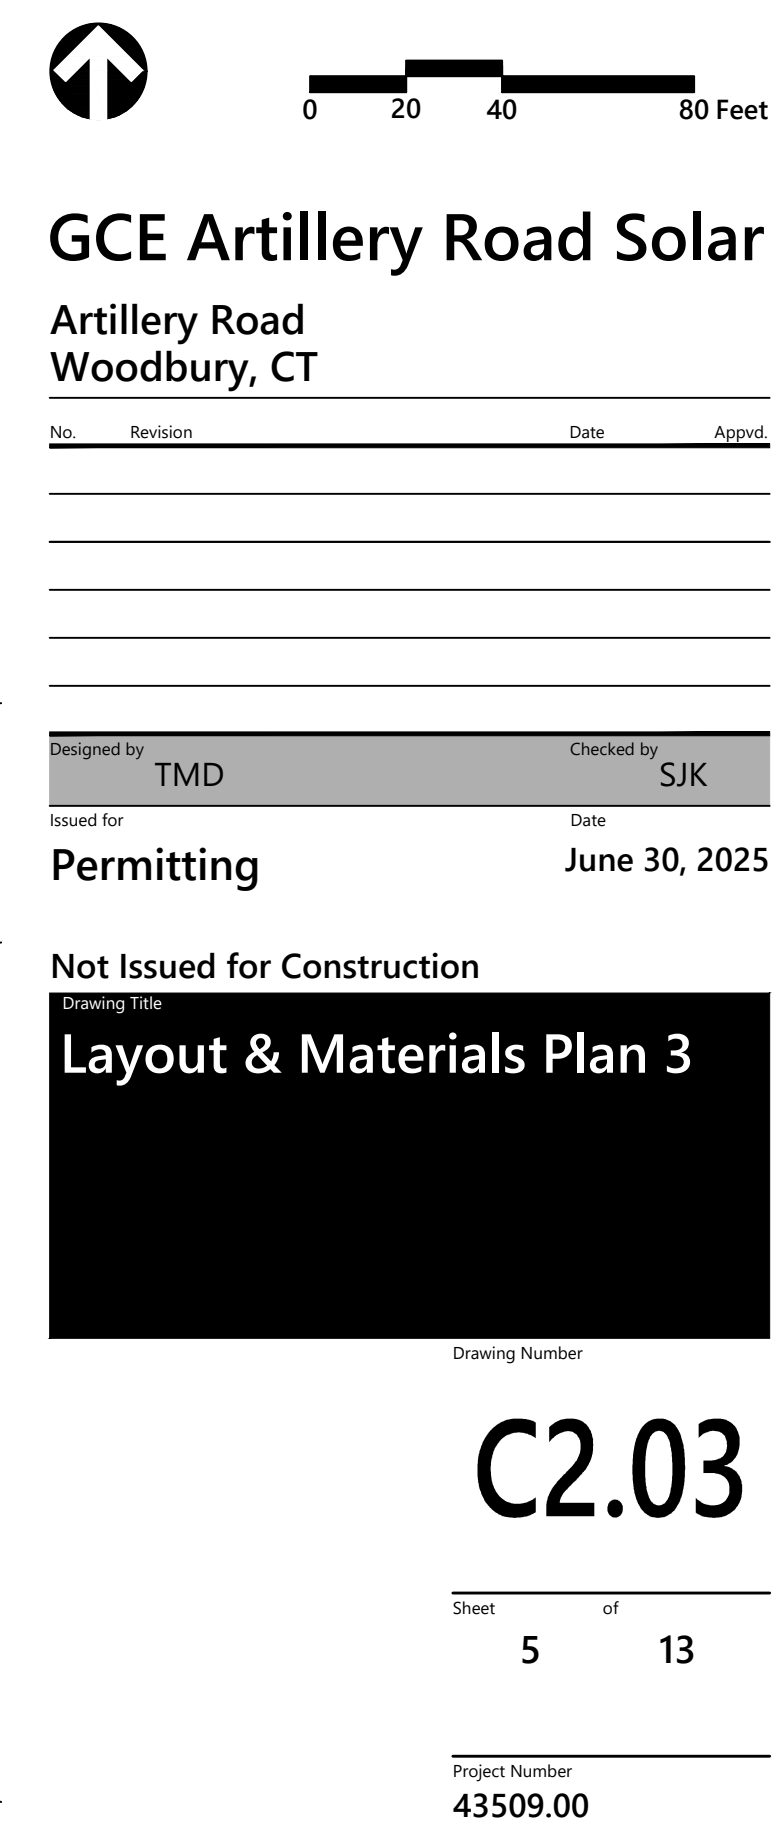 0 20 40 80 Feet
GCE Artillery Road Solar
Artillery Road
Woodbury, CT
No. Revision Date Appvd.
Designed by Checked by
TMD SJK
Issued for Date
Permitting June 30, 2025
Not Issued for Construction
Drawing Title
Layout & Materials Plan 3
Drawing Number
C2.03
Sheet of
5 13
Project Number
43509.00